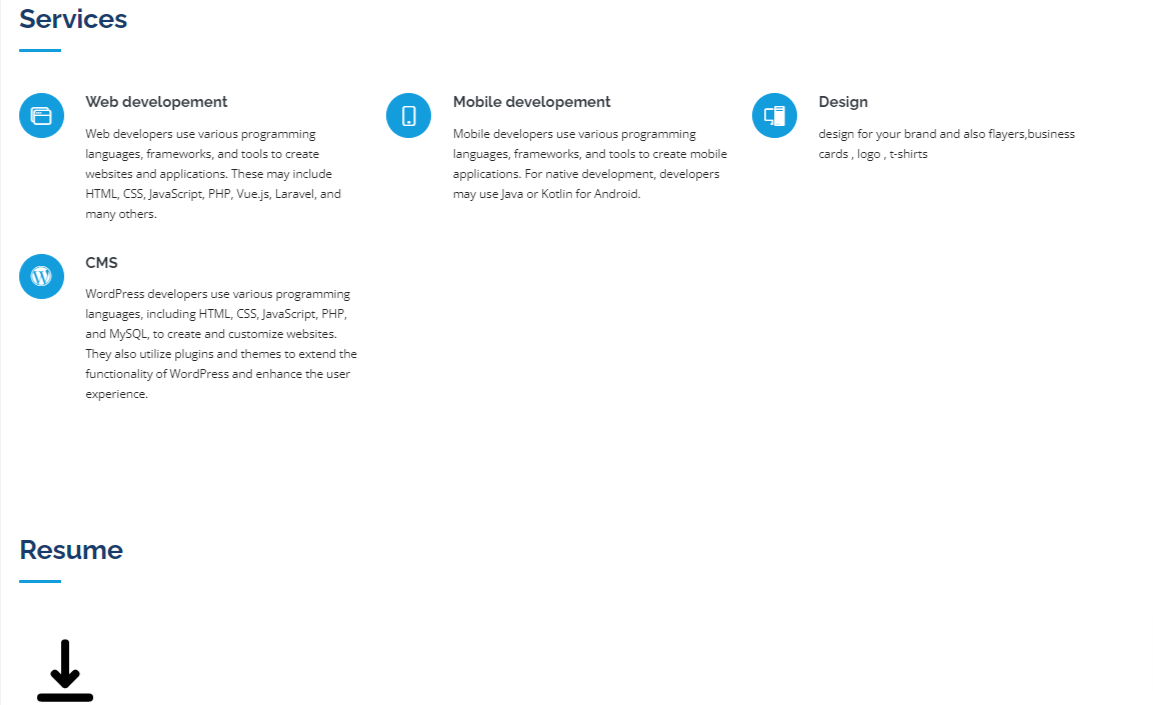 Services
Web developement
Web developers use various programming
languages, frameworks, and tools to create
websites and applications. These may include
HTML, CSS, JavaScript, PHP, Vue.js, Laravel, and
many others.
Mobile developement
Mobile developers use various programming
languages, frameworks, and tools to create mobile
applications. For native development, developers
may use Java or Kotlin for Android.
Design
design for your brand and also flayers,business
cards , logo , t-shirts
CMS
WordPress developers use various programming
languages, including HTML, CSS, JavaScript, PHP,
and MySQL, to create and customize websites.
They also utilize plugins and themes to extend the
functionality of WordPress and enhance the user
experience.
Resume